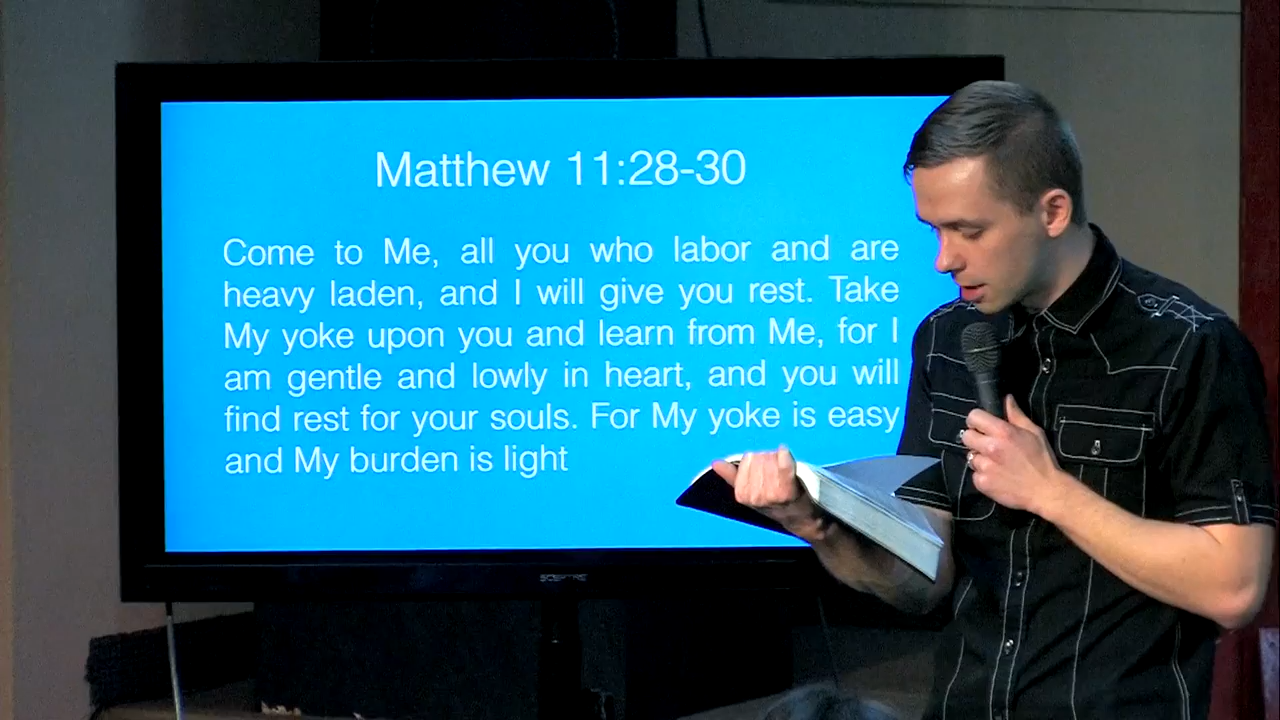 Matthew 11:28-30
Come to Me, all you who labor and are
heavy laden, and I will give you rest. Take
My yoke upon you and learn from Me, for I
am gentle and lowly in heart, and you will
find rest for your souls. For My yoke is easy
and My burden is light
SCEPTRE